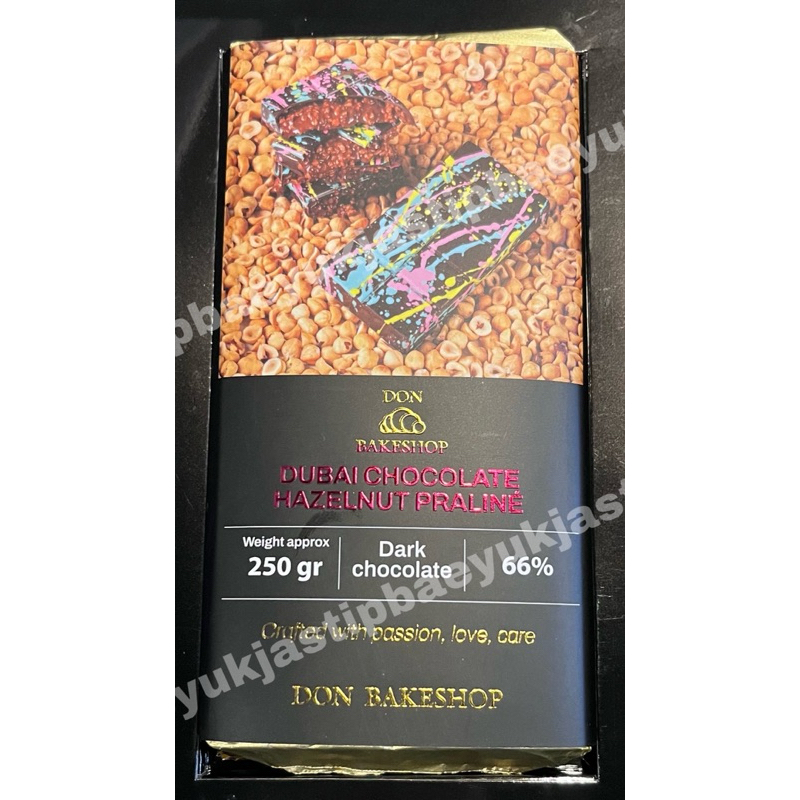 DON
BAKESHOP
DUBAI CHOCOLATE
HAZELNUT PRALINÉ
Weight approx
250 gr
Dark
chocolate
66%
Crafted with passion, love, care
DON BAKESHOP
yukjastipbaeyukjastip